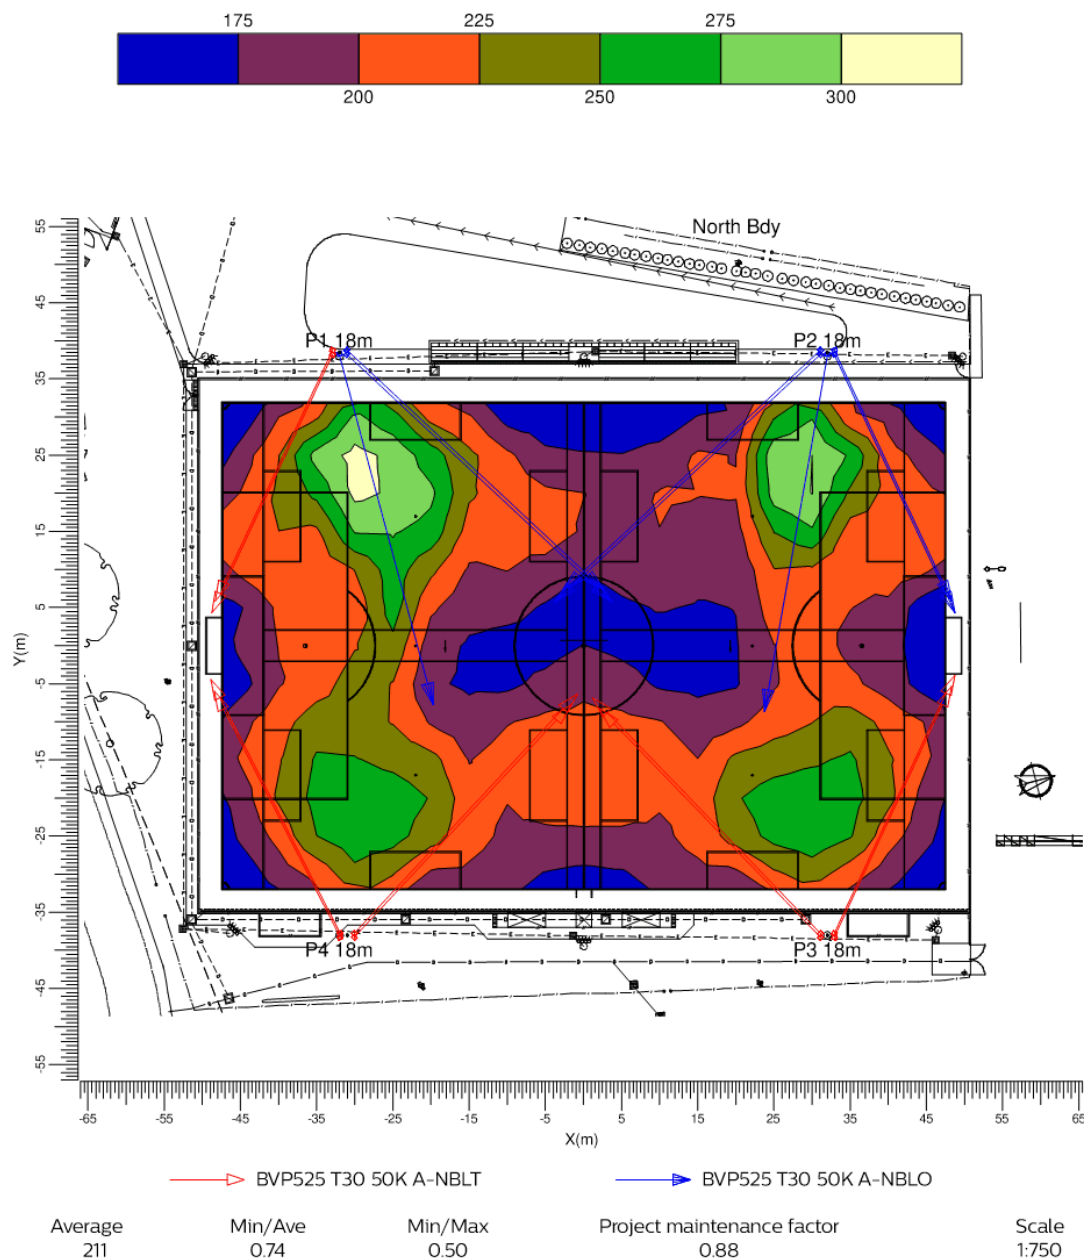 175 225 275
200 250 300
North Bdy
P1 18m P2 18m
P4 18m P3 18m
55
45
35
25
15
5
-5
-15
-25
-35
-45
-55
Y(m)
-65 -55 -45 -35 -25 -15 -5 5 15 25 35 45 55 65
X(m)
BVP525 T30 50K A-NBLT BVP525 T30 50K A-NBLO
Average Min/Ave Min/Max Project maintenance factor Scale
211 0.74 0.50 0.88 1:750